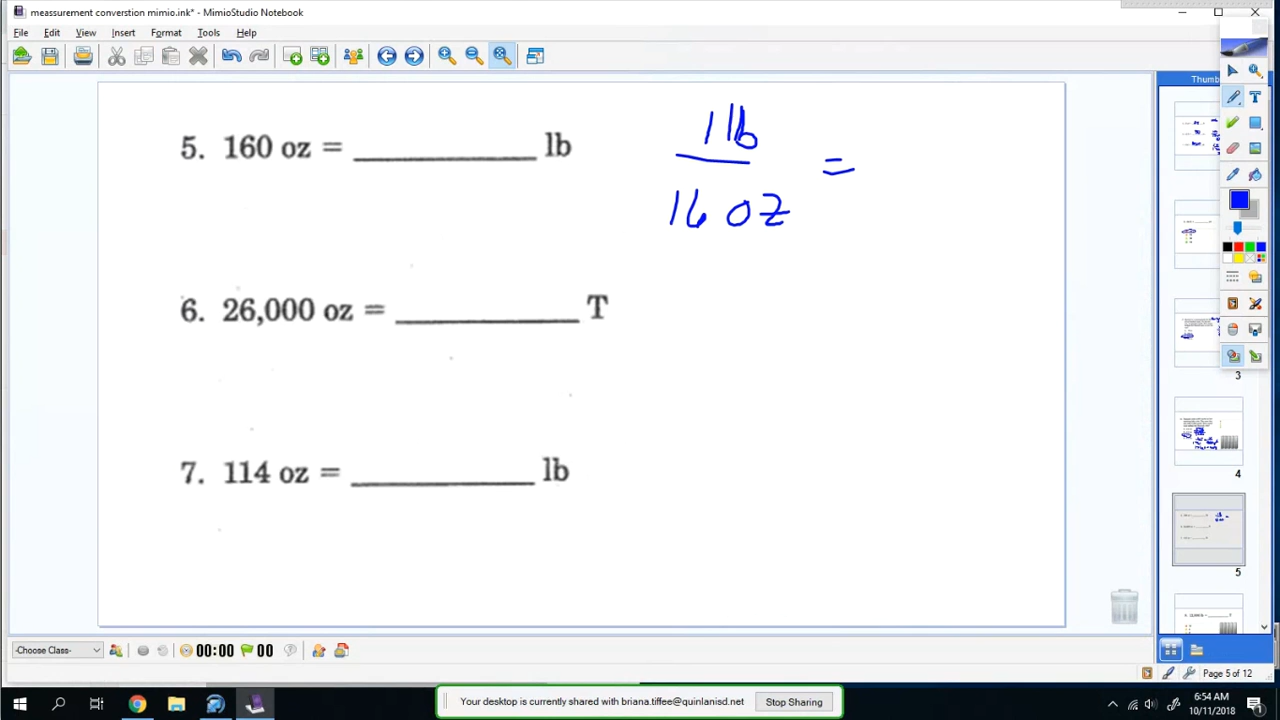 meassurement converstion mimio.ink* - MimioStudio Notebook
File Edit View Insert Format Tools Help
Thumb
5. 160 oz = ____________ lb
1 lb
16 oz
=
6. 26,000 oz = ____________ T
7. 114 oz = ____________ lb
3
4
5
-Choose Class-
00:00
00
Page 5 of 12
Your desktop is currently shared with briana.tiffee@quinlanisd.net
Stop Sharing
6:54 AM
10/11/2018